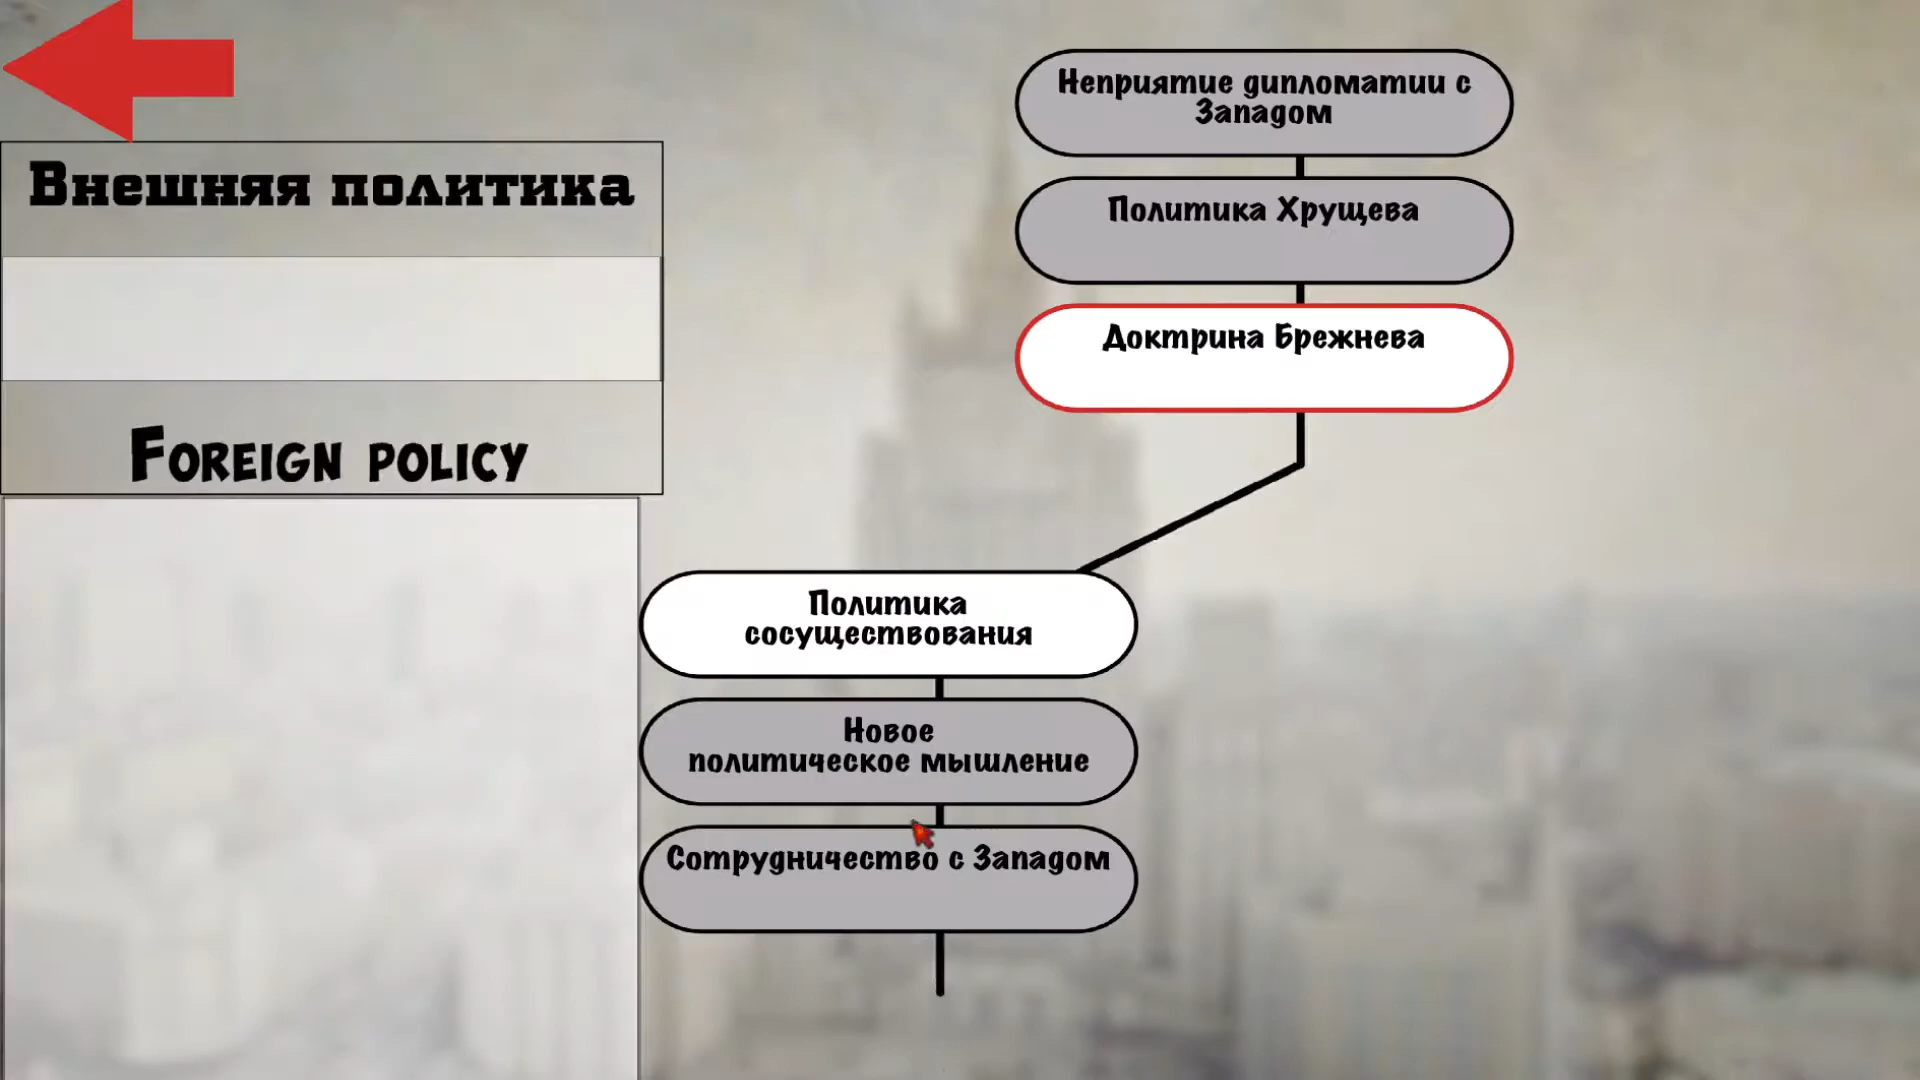 Внешняя политика
Foreign policy
Неприятие дипломатии с
Западом
Политика Хрущева
Доктрина Брежнева
Политика
сосуществования
Новое
политическое мышление
Сотрудничество с Западом